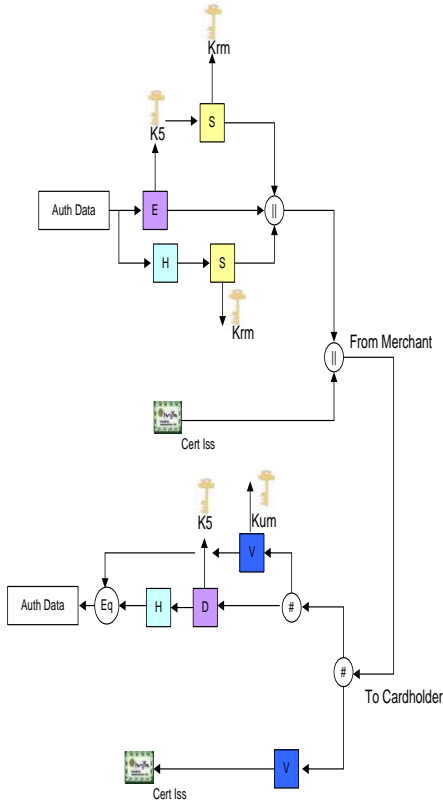 Krm
K5
S
Auth Data
E
||
H
S
Krm
From Merchant
||
Cert Iss
K5
Kum
V
Auth Data
Eq
H
D
#
#
To Cardholder
V
Cert Iss